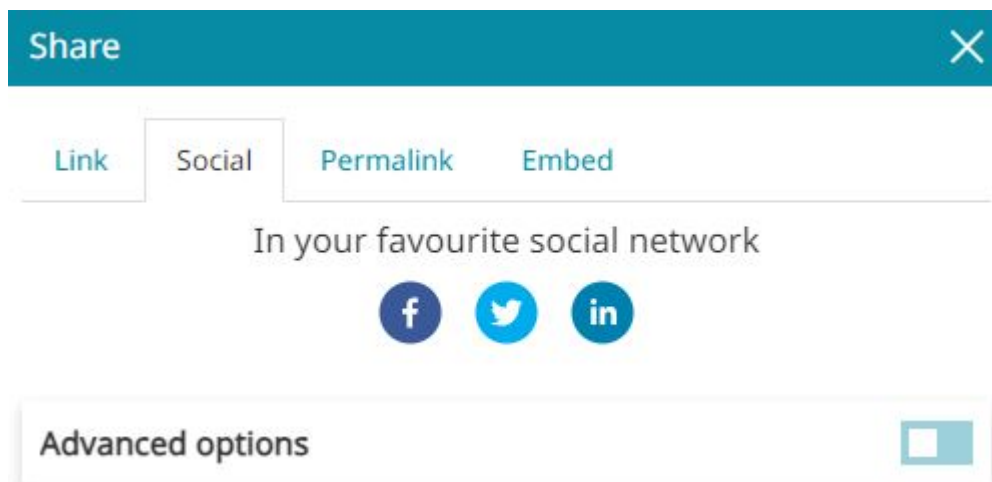 Share
Link Social Permalink Embed
In your favourite social network
f in
Advanced options